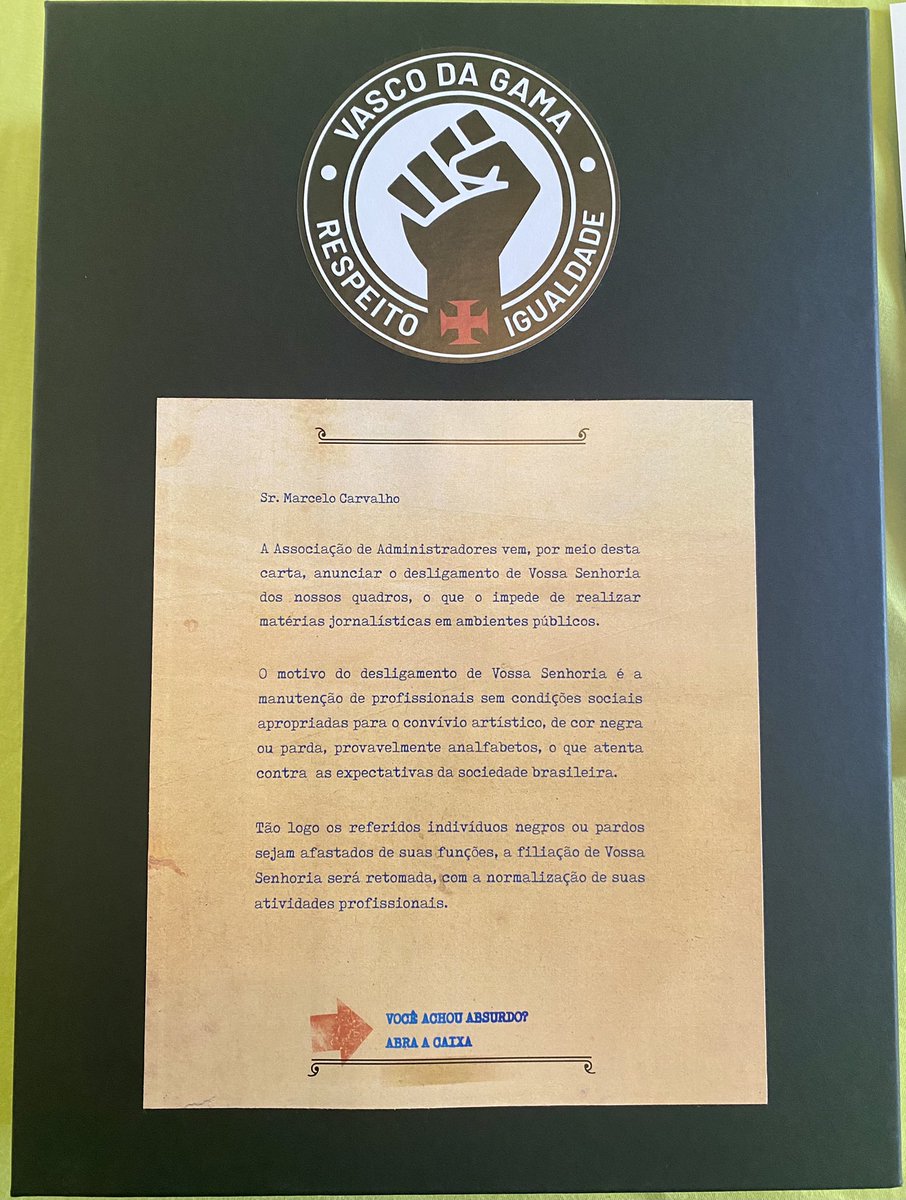 VASCO DA GAMA
RESPEITO
IGUALDADE
Sr. Marcelo Carvalho
A Associação de Administradores vem, por meio desta
carta, anunciar o desligamento de Vossa Senhoria
dos nossos quadros, o que o impede de realizar
matérias jornalísticas em ambientes públicos.
O motivo do desligamento de Vossa Senhoria é a
manutenção de profissionais sem condições sociais
apropriadas para o convívio artístico, de cor negra
ou parda, provavelmente analfabetos, o que atenta
contra as expectativas da sociedade brasileira.
Tão logo os referidos indivíduos negros ou pardos
sejam afastados de suas funções, a filiação de Vossa
Senhoria será retomada, com a normalização de suas
atividades profissionais.
VOCÊ ACHOU ABSURDO?
ABRA A CAIXA